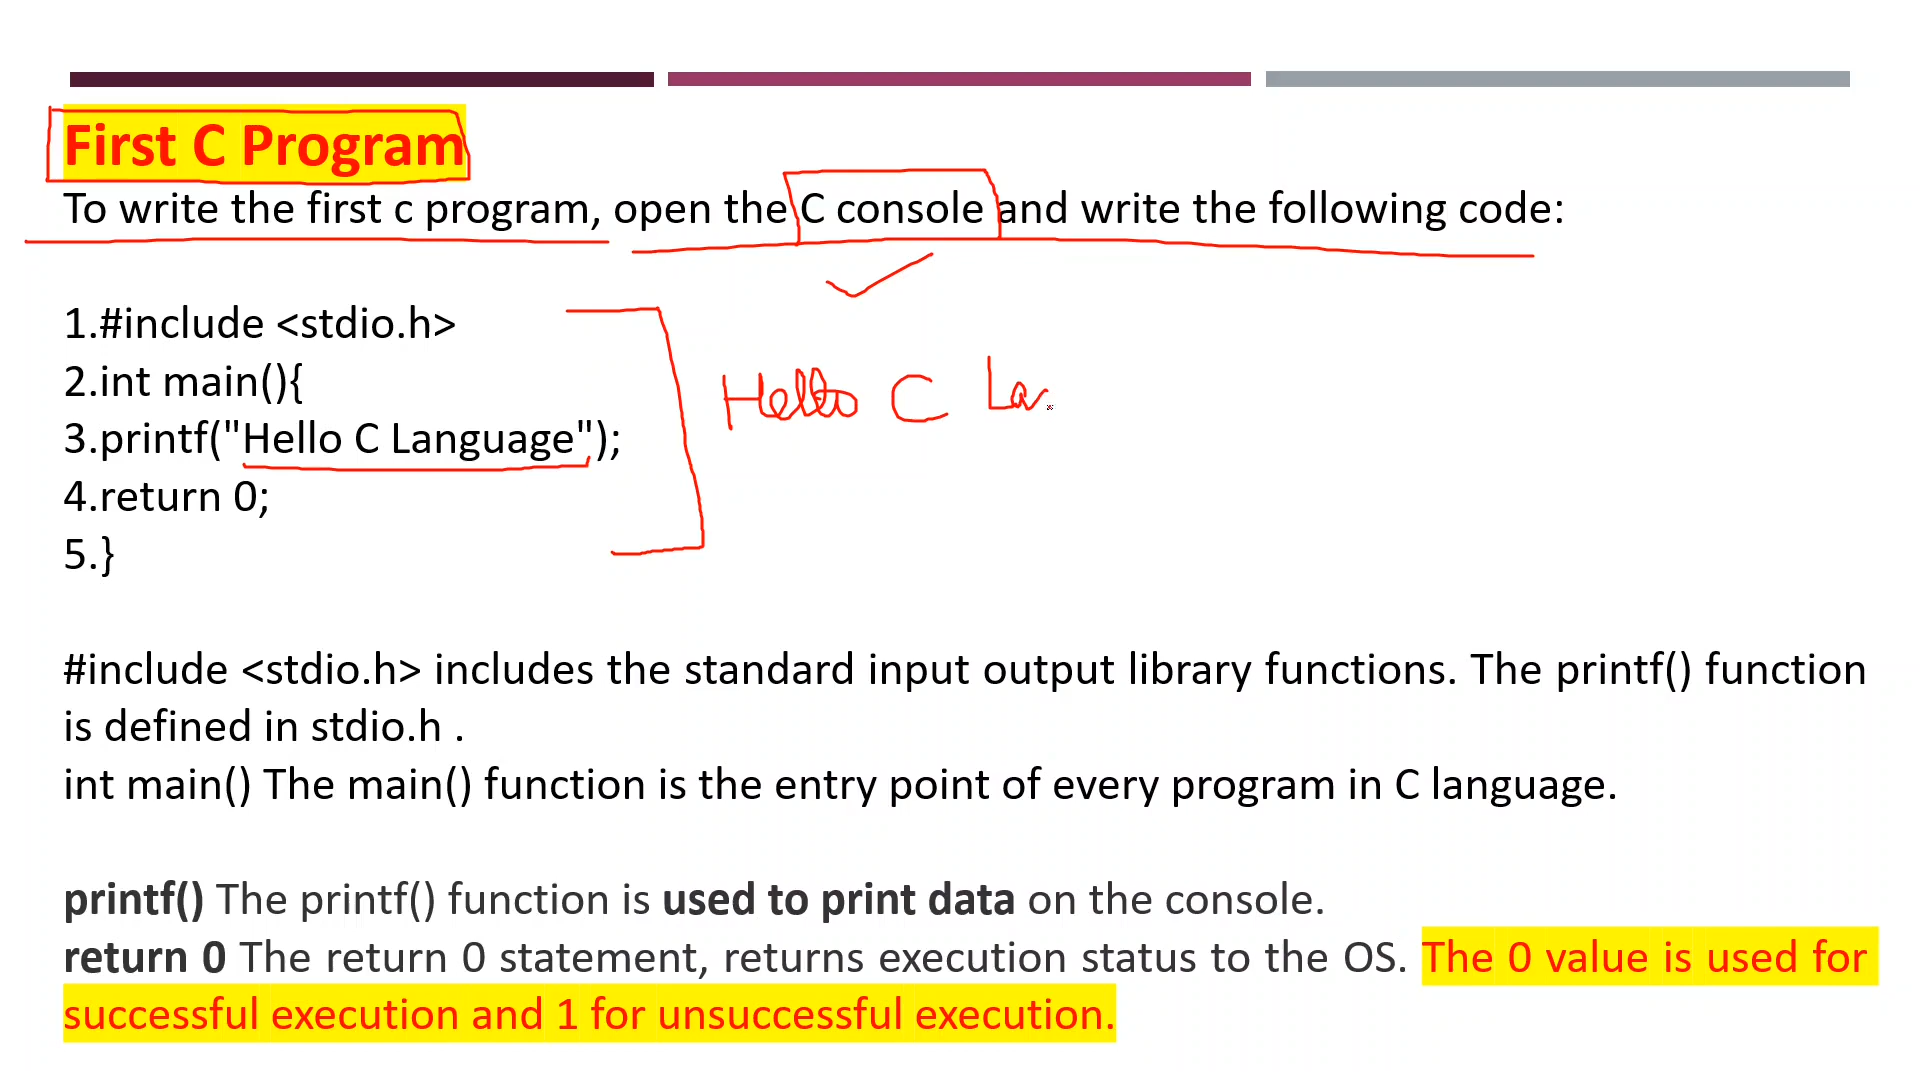 First C Program
To write the first c program, open the C console and write the following code:
1.#include <stdio.h>
2.int main(){
3.printf("Hello C Language");
4.return 0;
5.}
Hello C La
#include <stdio.h> includes the standard input output library functions. The printf() function
is defined in stdio.h .
int main() The main() function is the entry point of every program in C language.
printf() The printf() function is used to print data on the console.
return 0 The return 0 statement, returns execution status to the OS. The 0 value is used for
successful execution and 1 for unsuccessful execution.